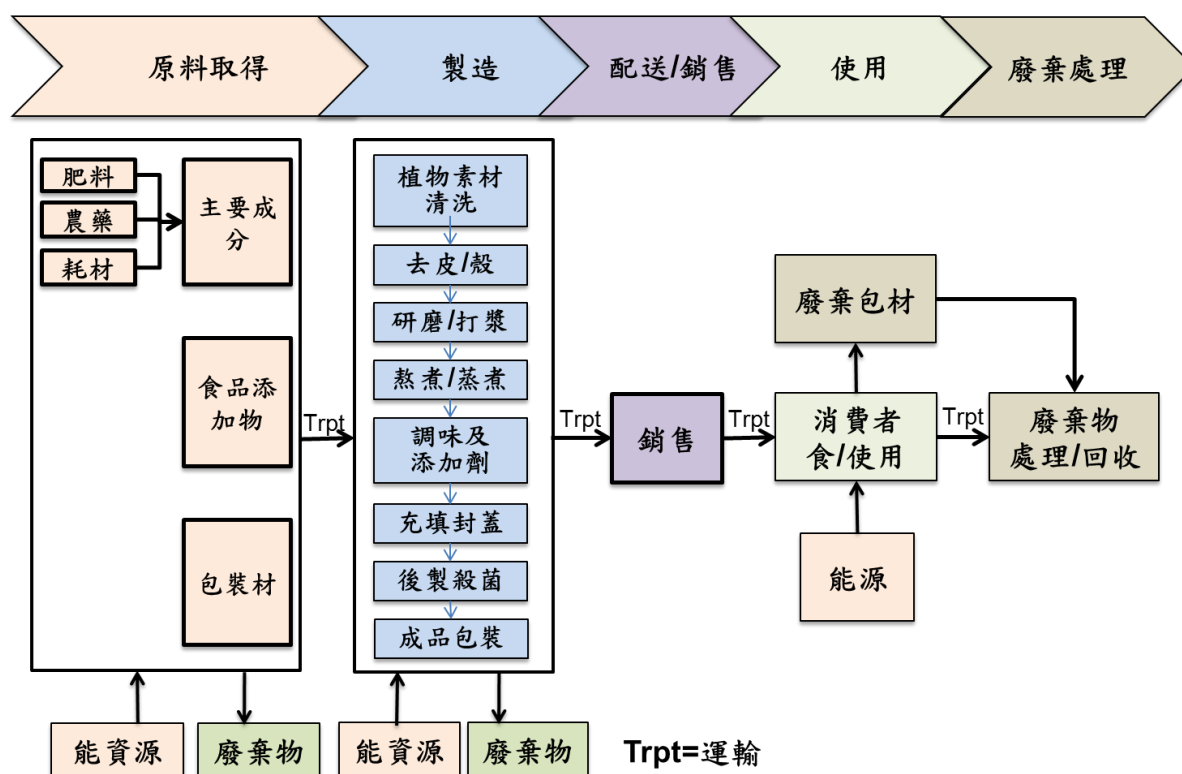 原料取得
製造
配送/銷售
使用
廢棄處理
肥料
農藥
耗材
主要成
分
食品添
加物
包裝材
Trpt
植物素材
清洗
去皮/殼
研磨/打漿
熬煮/蒸煮
調味及
添加劑
充填封蓋
後製殺菌
成品包裝
Trpt
銷售
Trpt
廢棄包材
消費者
食/使用
能源
Trpt
廢棄物
處理/回收
能資源
廢棄物
能資源
廢棄物
Trpt=運輸